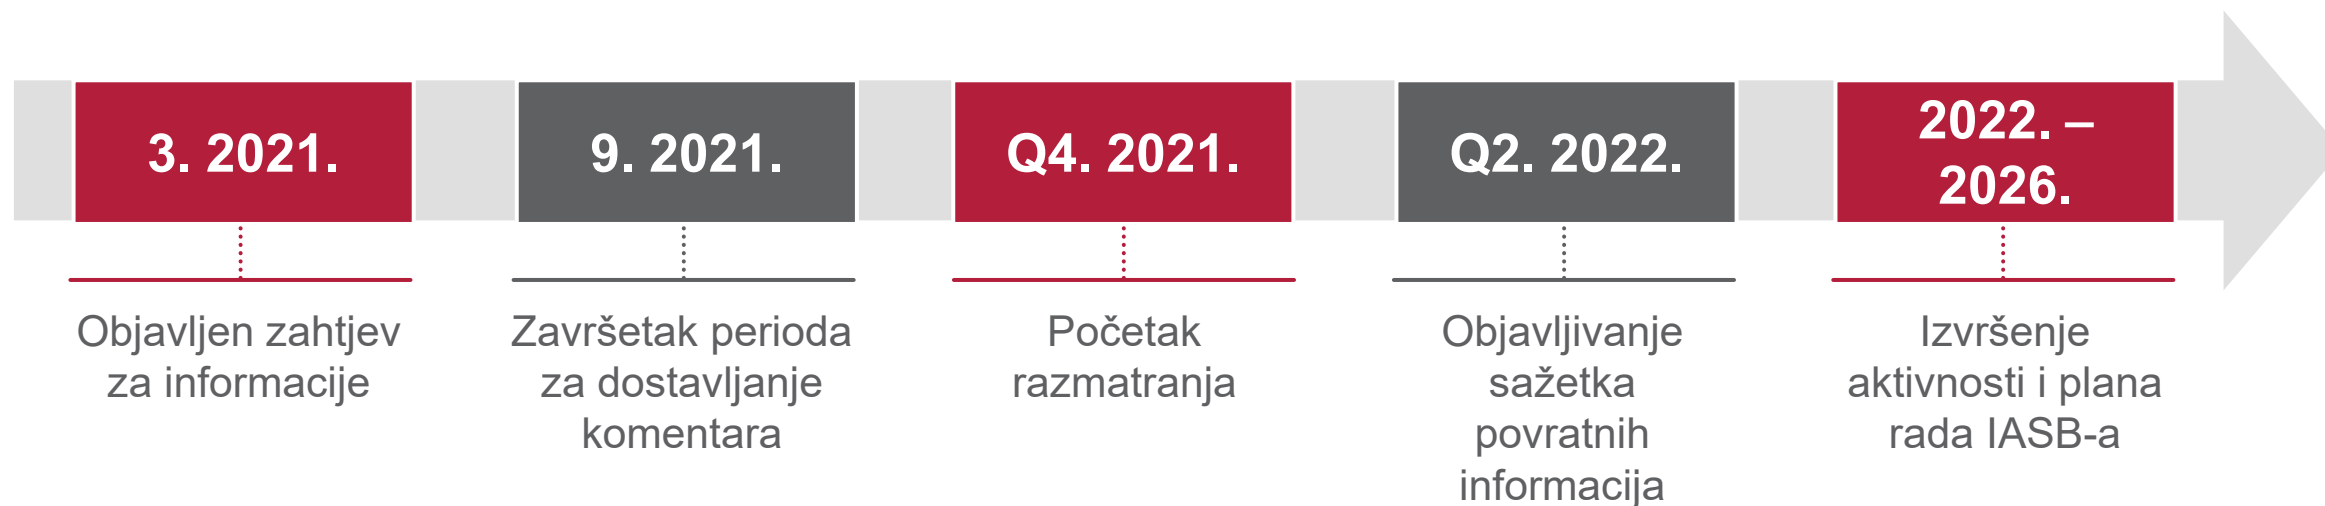 3. 2021.
Objavljen zahtjev
za informacije
9. 2021.
Završetak perioda
za dostavljanje
komentara
Q4. 2021.
Početak
razmatranja
Q2. 2022.
Objavljivanje
sažetka
povratnih
informacija
2022. –
2026.
Izvršenje
aktivnosti i plana
rada IASB-a